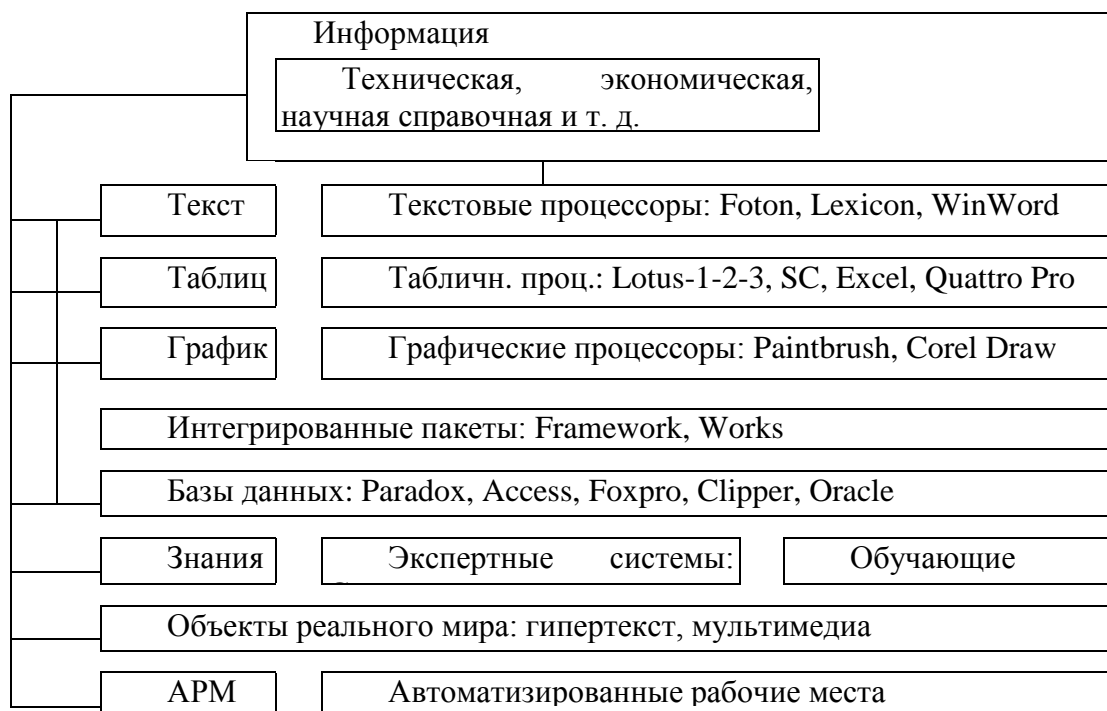 Информация
Техническая, экономическая,
научная справочная и т. д.
Текст Текстовые процессоры: Foton, Lexicon, WinWord
Таблиц Табличн. проц.: Lotus-1-2-3, SC, Excel, Quattro Pro
График Графические процессоры: Paintbrush, Corel Draw
Интегрированные пакеты: Framework, Works
Базы данных: Paradox, Access, Foxpro, Clipper, Oracle
Знания Экспертные системы: Обучающие
Объекты реального мира: гипертекст, мультимедиа
АРМ Автоматизированные рабочие места